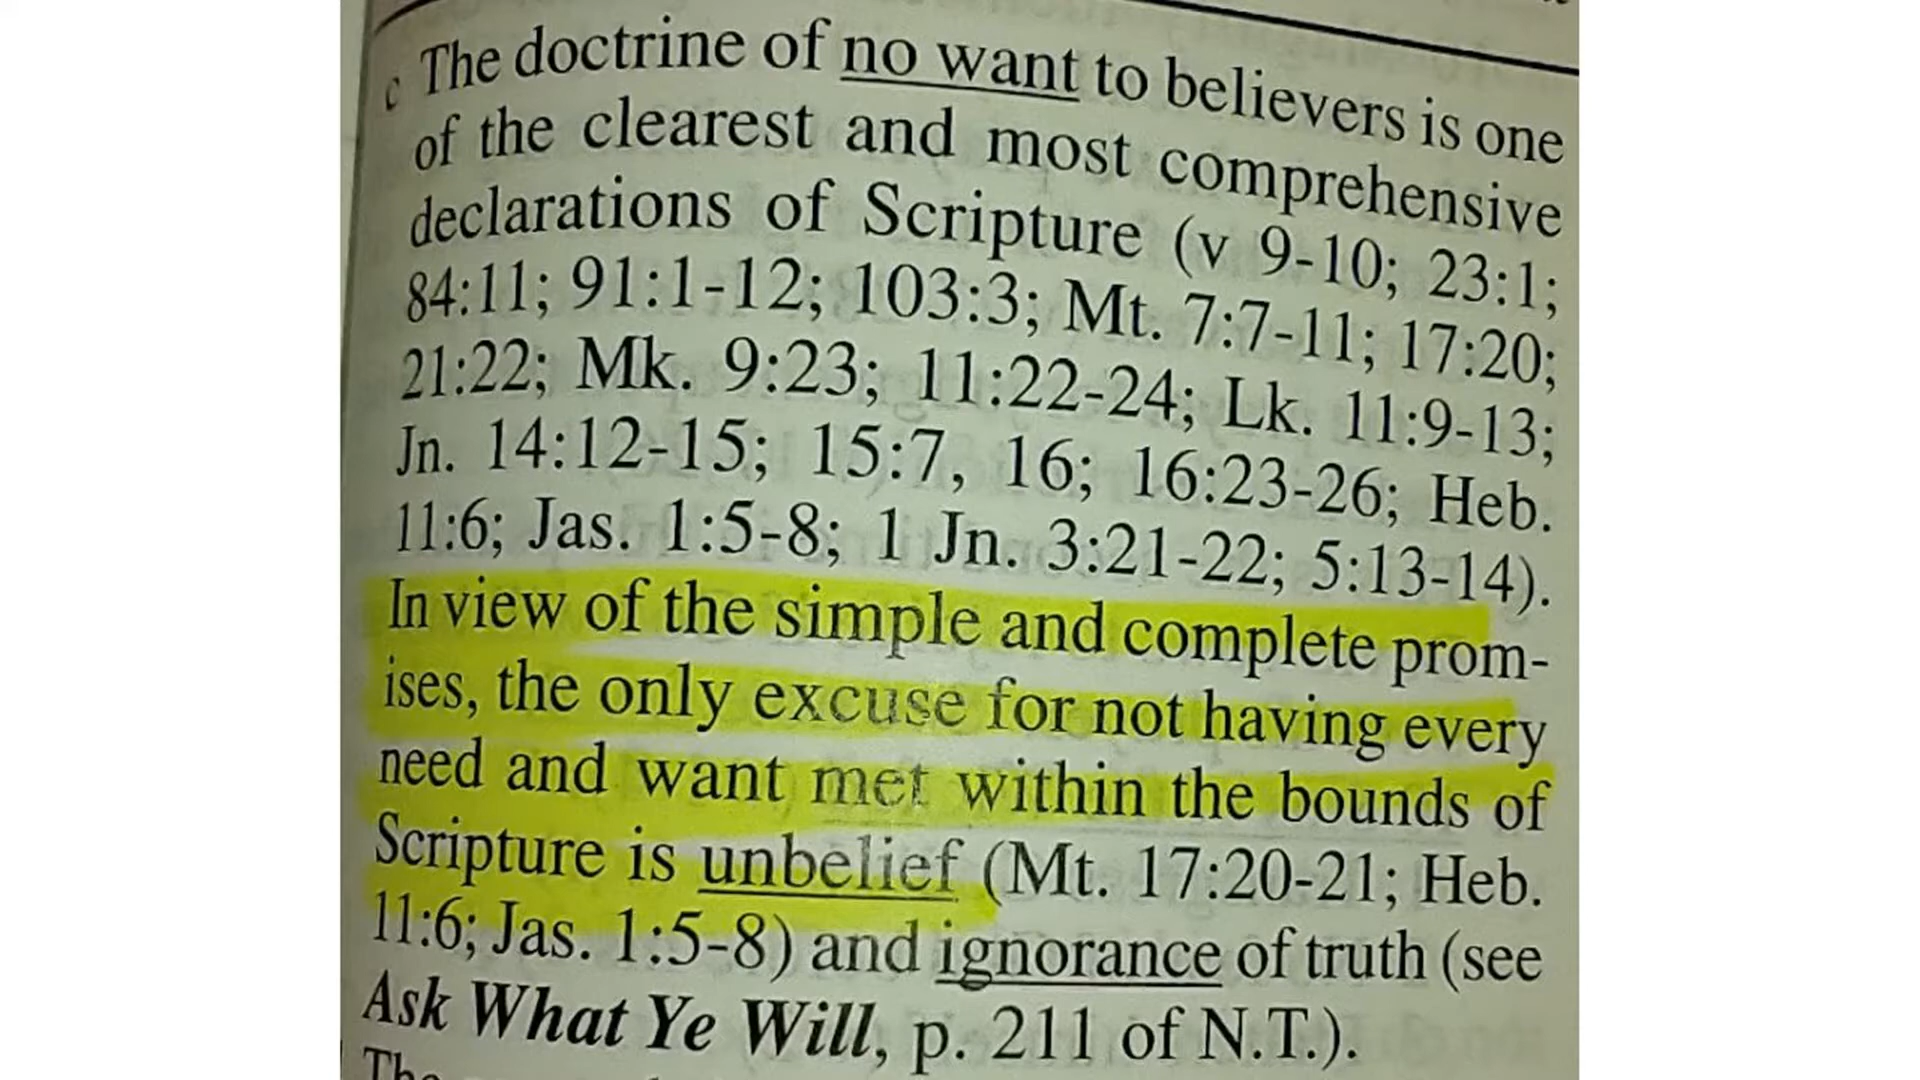 c The doctrine of no want to believers is one
of the clearest and most comprehensive
declarations of Scripture (v 9-10; 23:1;
84:11; 91:1-12; 103:3; Mt. 7:7-11; 17:20;
21:22; Mk. 9:23; 11:22-24; Lk. 11:9-13;
Jn. 14:12-15; 15:7, 16; 16:23-26; Heb.
11:6; Jas. 1:5-8; 1 Jn. 3:21-22; 5:13-14).
In view of the simple and complete prom-
ises, the only excuse for not having every
need and want met within the bounds of
Scripture is unbelief (Mt. 17:20-21; Heb.
11:6; Jas. 1:5-8) and ignorance of truth (see
Ask What Ye Will, p. 211 of N.T.).
The